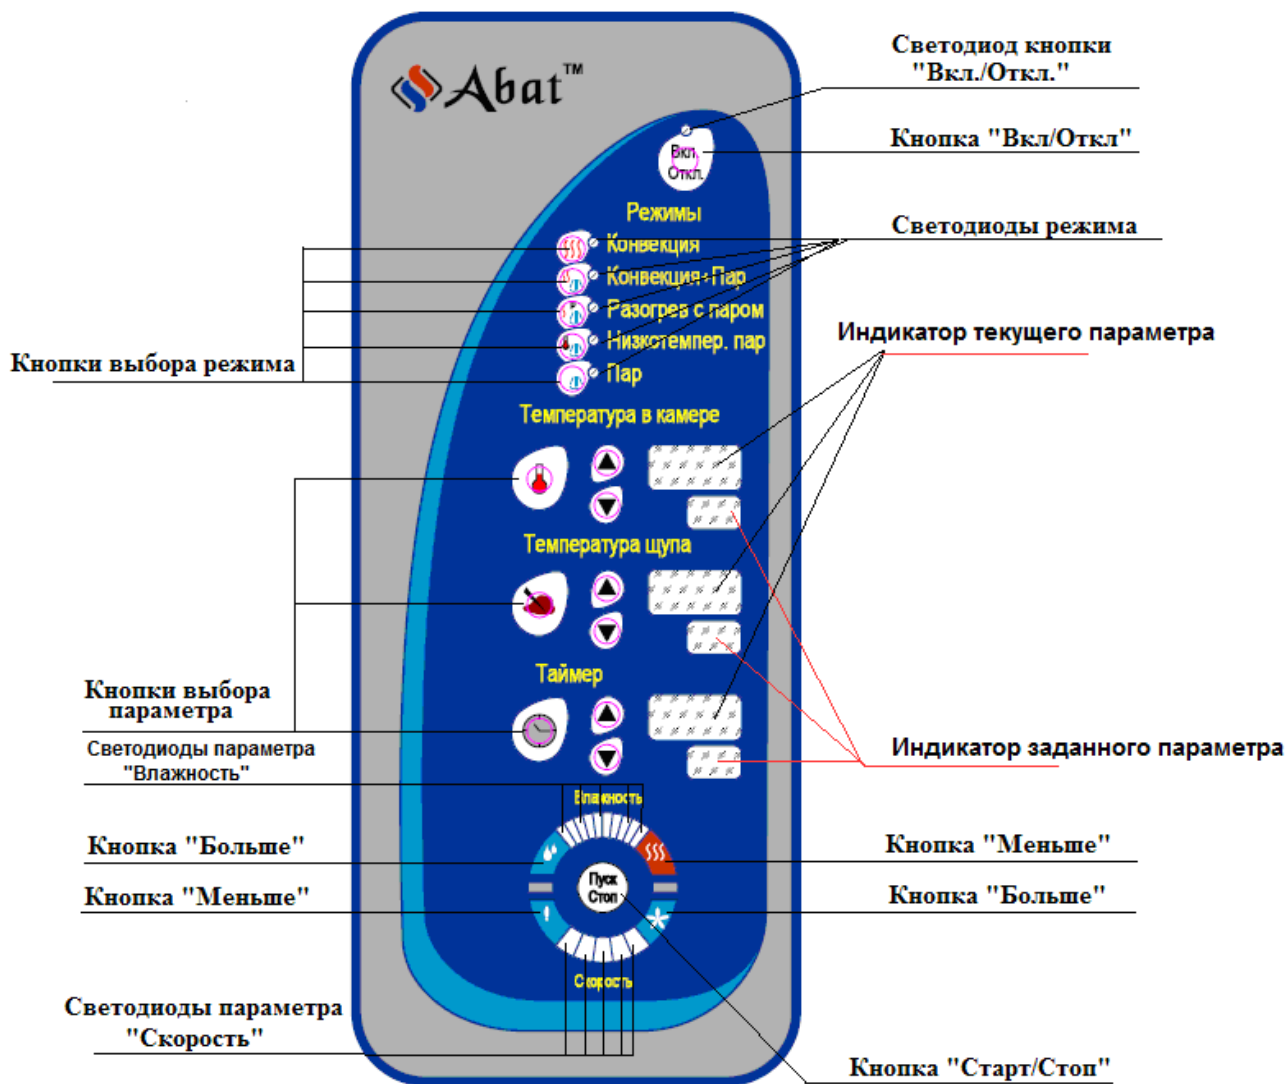 Светодиод кнопки
"Вкл./Откл."
Abat™
Кнопка "Вкл/Откл"
Вкл.
Откл.
Режимы
Светодиоды режима
Конвекция
Конвекция+Пар
Разогрев с паром
Низкотемпер. пар
Пар
Кнопки выбора режима
Индикатор текущего параметра
Температура в камере
Температура щупа
Таймер
Кнопки выбора
параметра
Светодиоды параметра
"Влажность"
Индикатор заданного параметра
Влажность
Кнопка "Больше"
Кнопка "Меньше"
Пуск
Стоп
Кнопка "Меньше"
Кнопка "Больше"
Скорость
Светодиоды параметра
"Скорость"
Кнопка "Старт/Стоп"